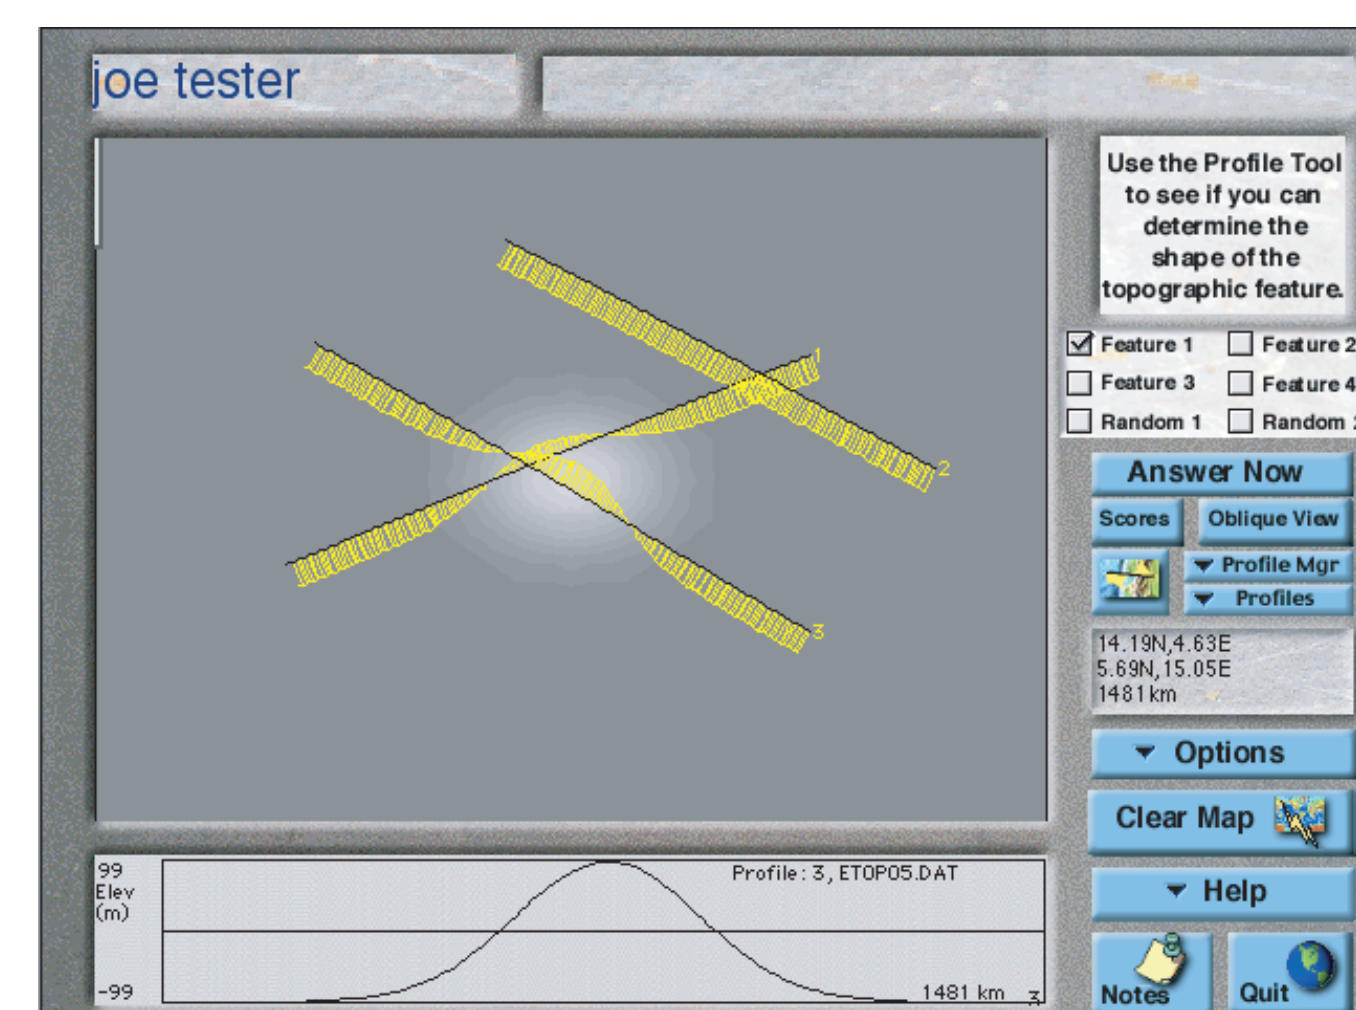 joe tester
Use the Profile Tool
to see if you can
determine the
shape of the
topographic feature.
Feature 1
Feature 2
Feature 3
Feature 4
Random 1
Random
Answer Now
Scores
Oblique View
Profile Mgr
Profiles
14.19N,4.63E
5.69N,15.05E
1481km
Options
Clear Map
Help
Notes
Quit
1
2
3
99
Elev
(m)
-99
Profile: 3, ETOPO5.DAT
1481 km
3